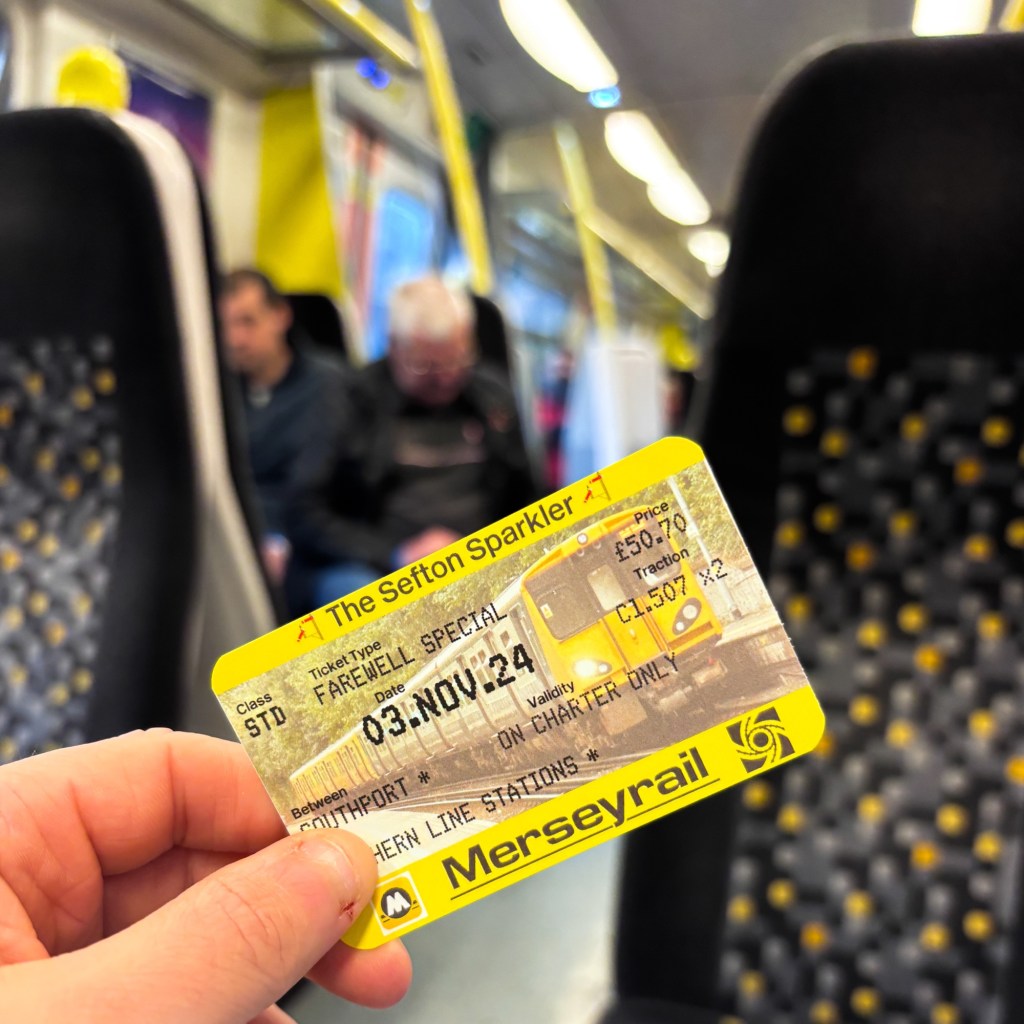 The Sefton Sparkler
Price
£50.70
Ticket Type
FAREWELL SPECIAL
Traction
C1.507 x2
Class
STD
Date
03.NOV.24
Validity
ON CHARTER ONLY
Between
SOUTHPORT *
HERN LINE STATIONS *
Merseyrail
M